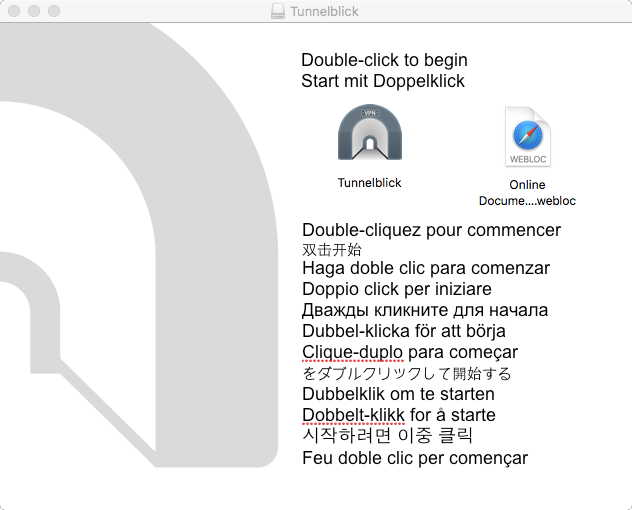 Tunnelblick
Double-click to begin
Start mit Doppelklick
VPN
WEBLOC
Tunnelblick
Online
Docume....webloc
Double-cliquez pour commencer
双击开始
Haga doble clic para comenzar
Doppio click per iniziare
Дважды кликните для начала
Dubbel-klicka för att börja
Clique-duplo para começar
をダブルクリックして開始する
Dubbelklik om te starten
Dobbelt-klikk for å starte
시작하려면 이중 클릭
Feu doble clic per començar